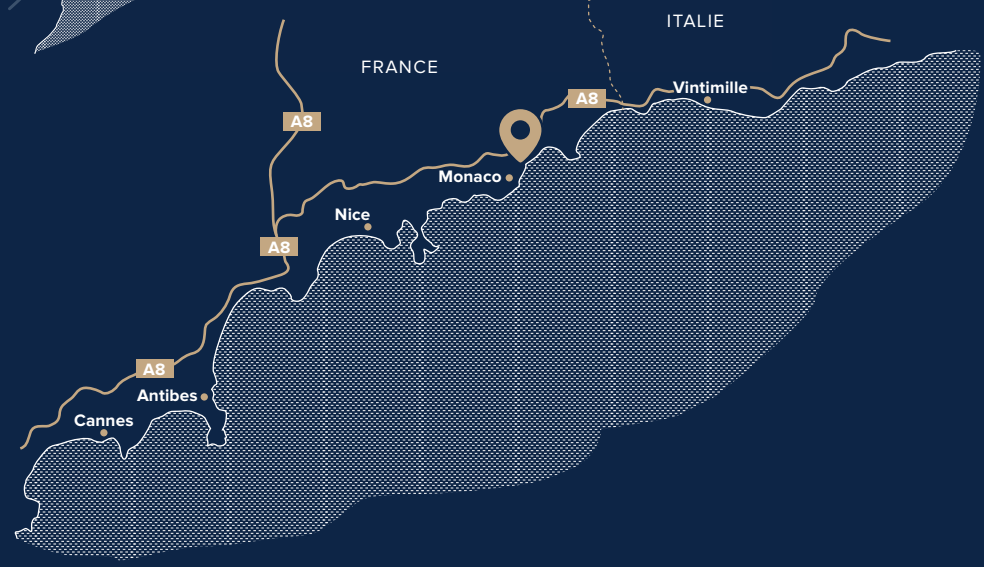 ITALIE
FRANCE
Vintimille
A8
A8
Monaco
Nice
A8
A8
Antibes
Cannes